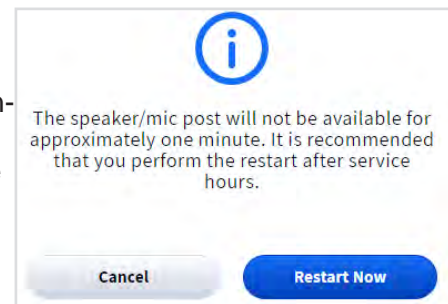 The speaker/mic post will not be available for
approximately one minute. It is recommended
that you perform the restart after service
hours.
Cancel
Restart Now